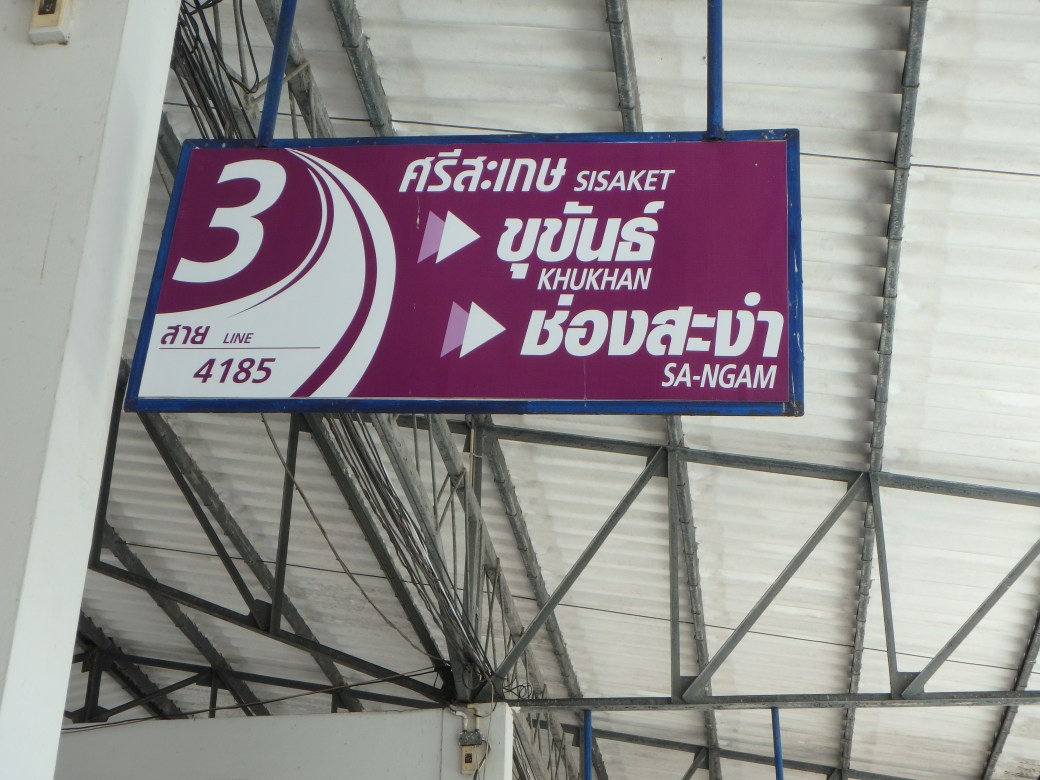 3
ศรีสะเกษ SISAKET
ขุขันธ์
KHUKHAN
ช่องสะงำ
SA-NGAM
สาย LINE
4185